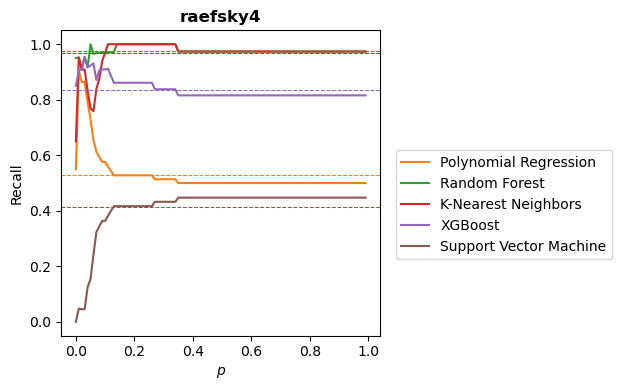 raefsky4
Recall
1.0
0.8
0.6
0.4
0.2
0.0
0.0 0.2 0.4 0.6 0.8 1.0
p
Polynomial Regression
Random Forest
K-Nearest Neighbors
XGBoost
Support Vector Machine